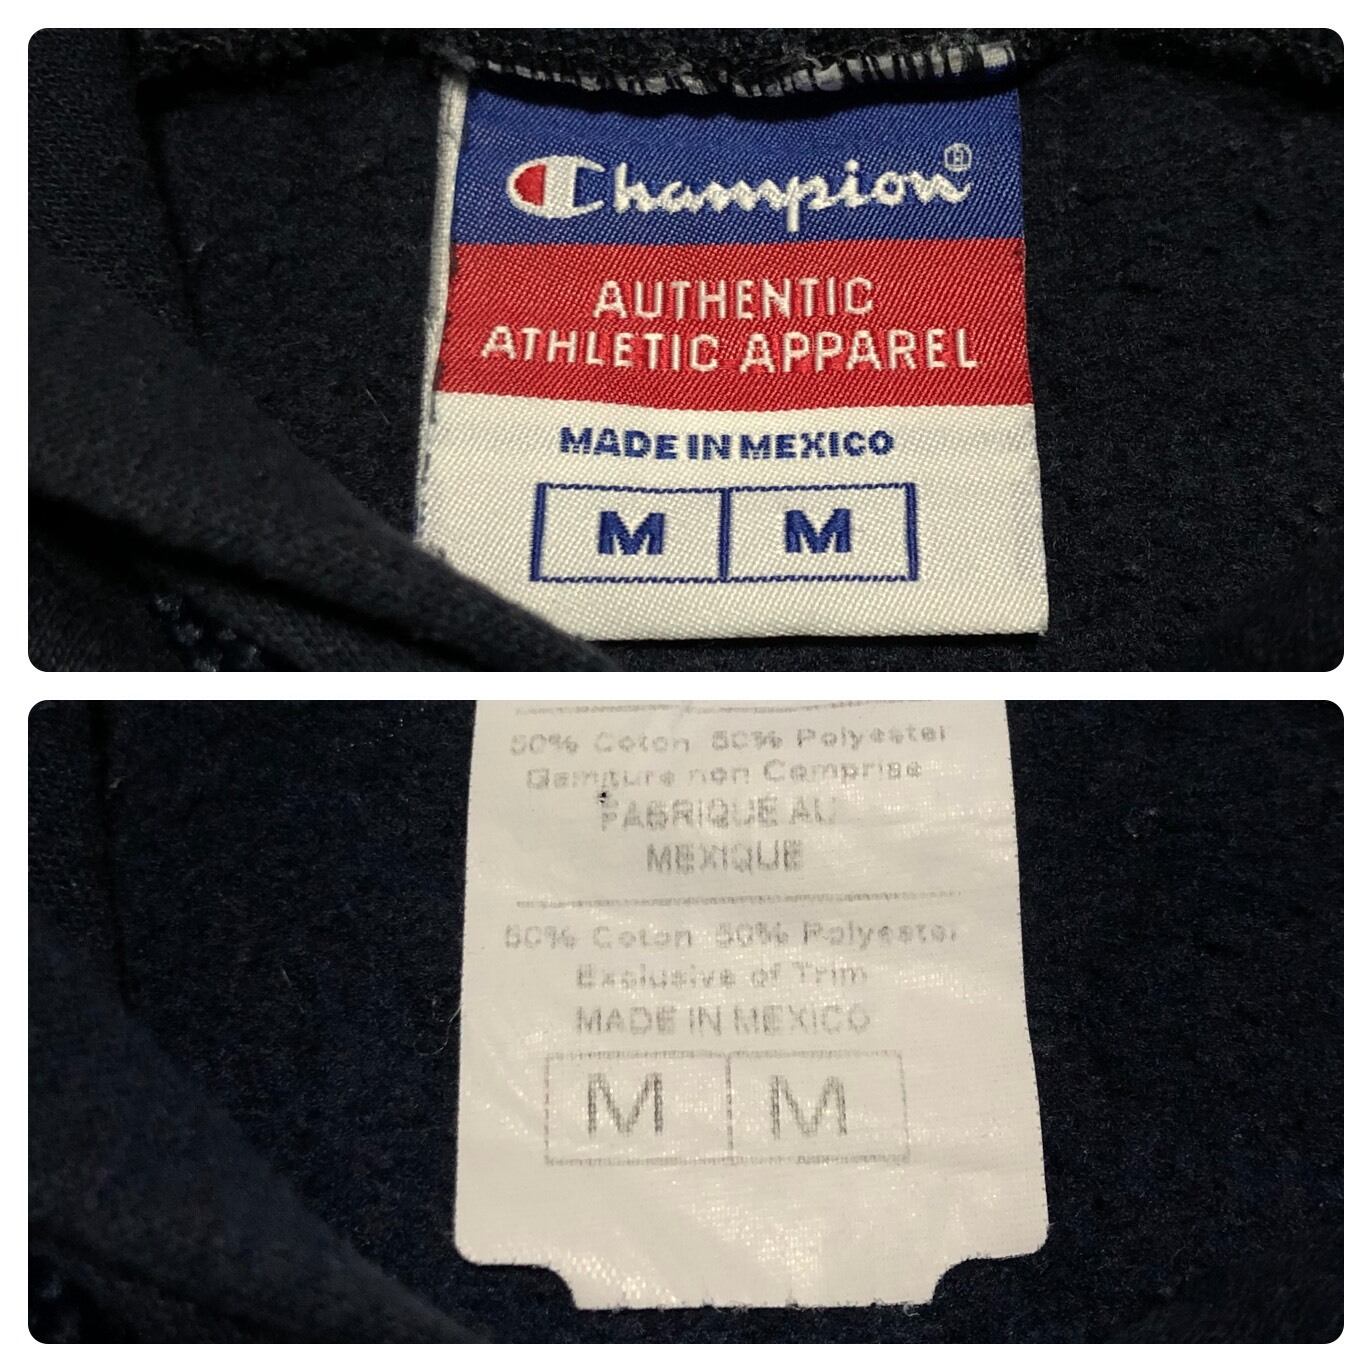 Champion®
AUTHENTIC
ATHLETIC APPAREL
MADE IN MEXICO
M M
50% Coton 50% Polyester
Garniture non Comprise
FABRIQUE AU
MEXIQUE
50% Coton 50% Polyester
Exclusive of Trim
MADE IN MEXICO
M M